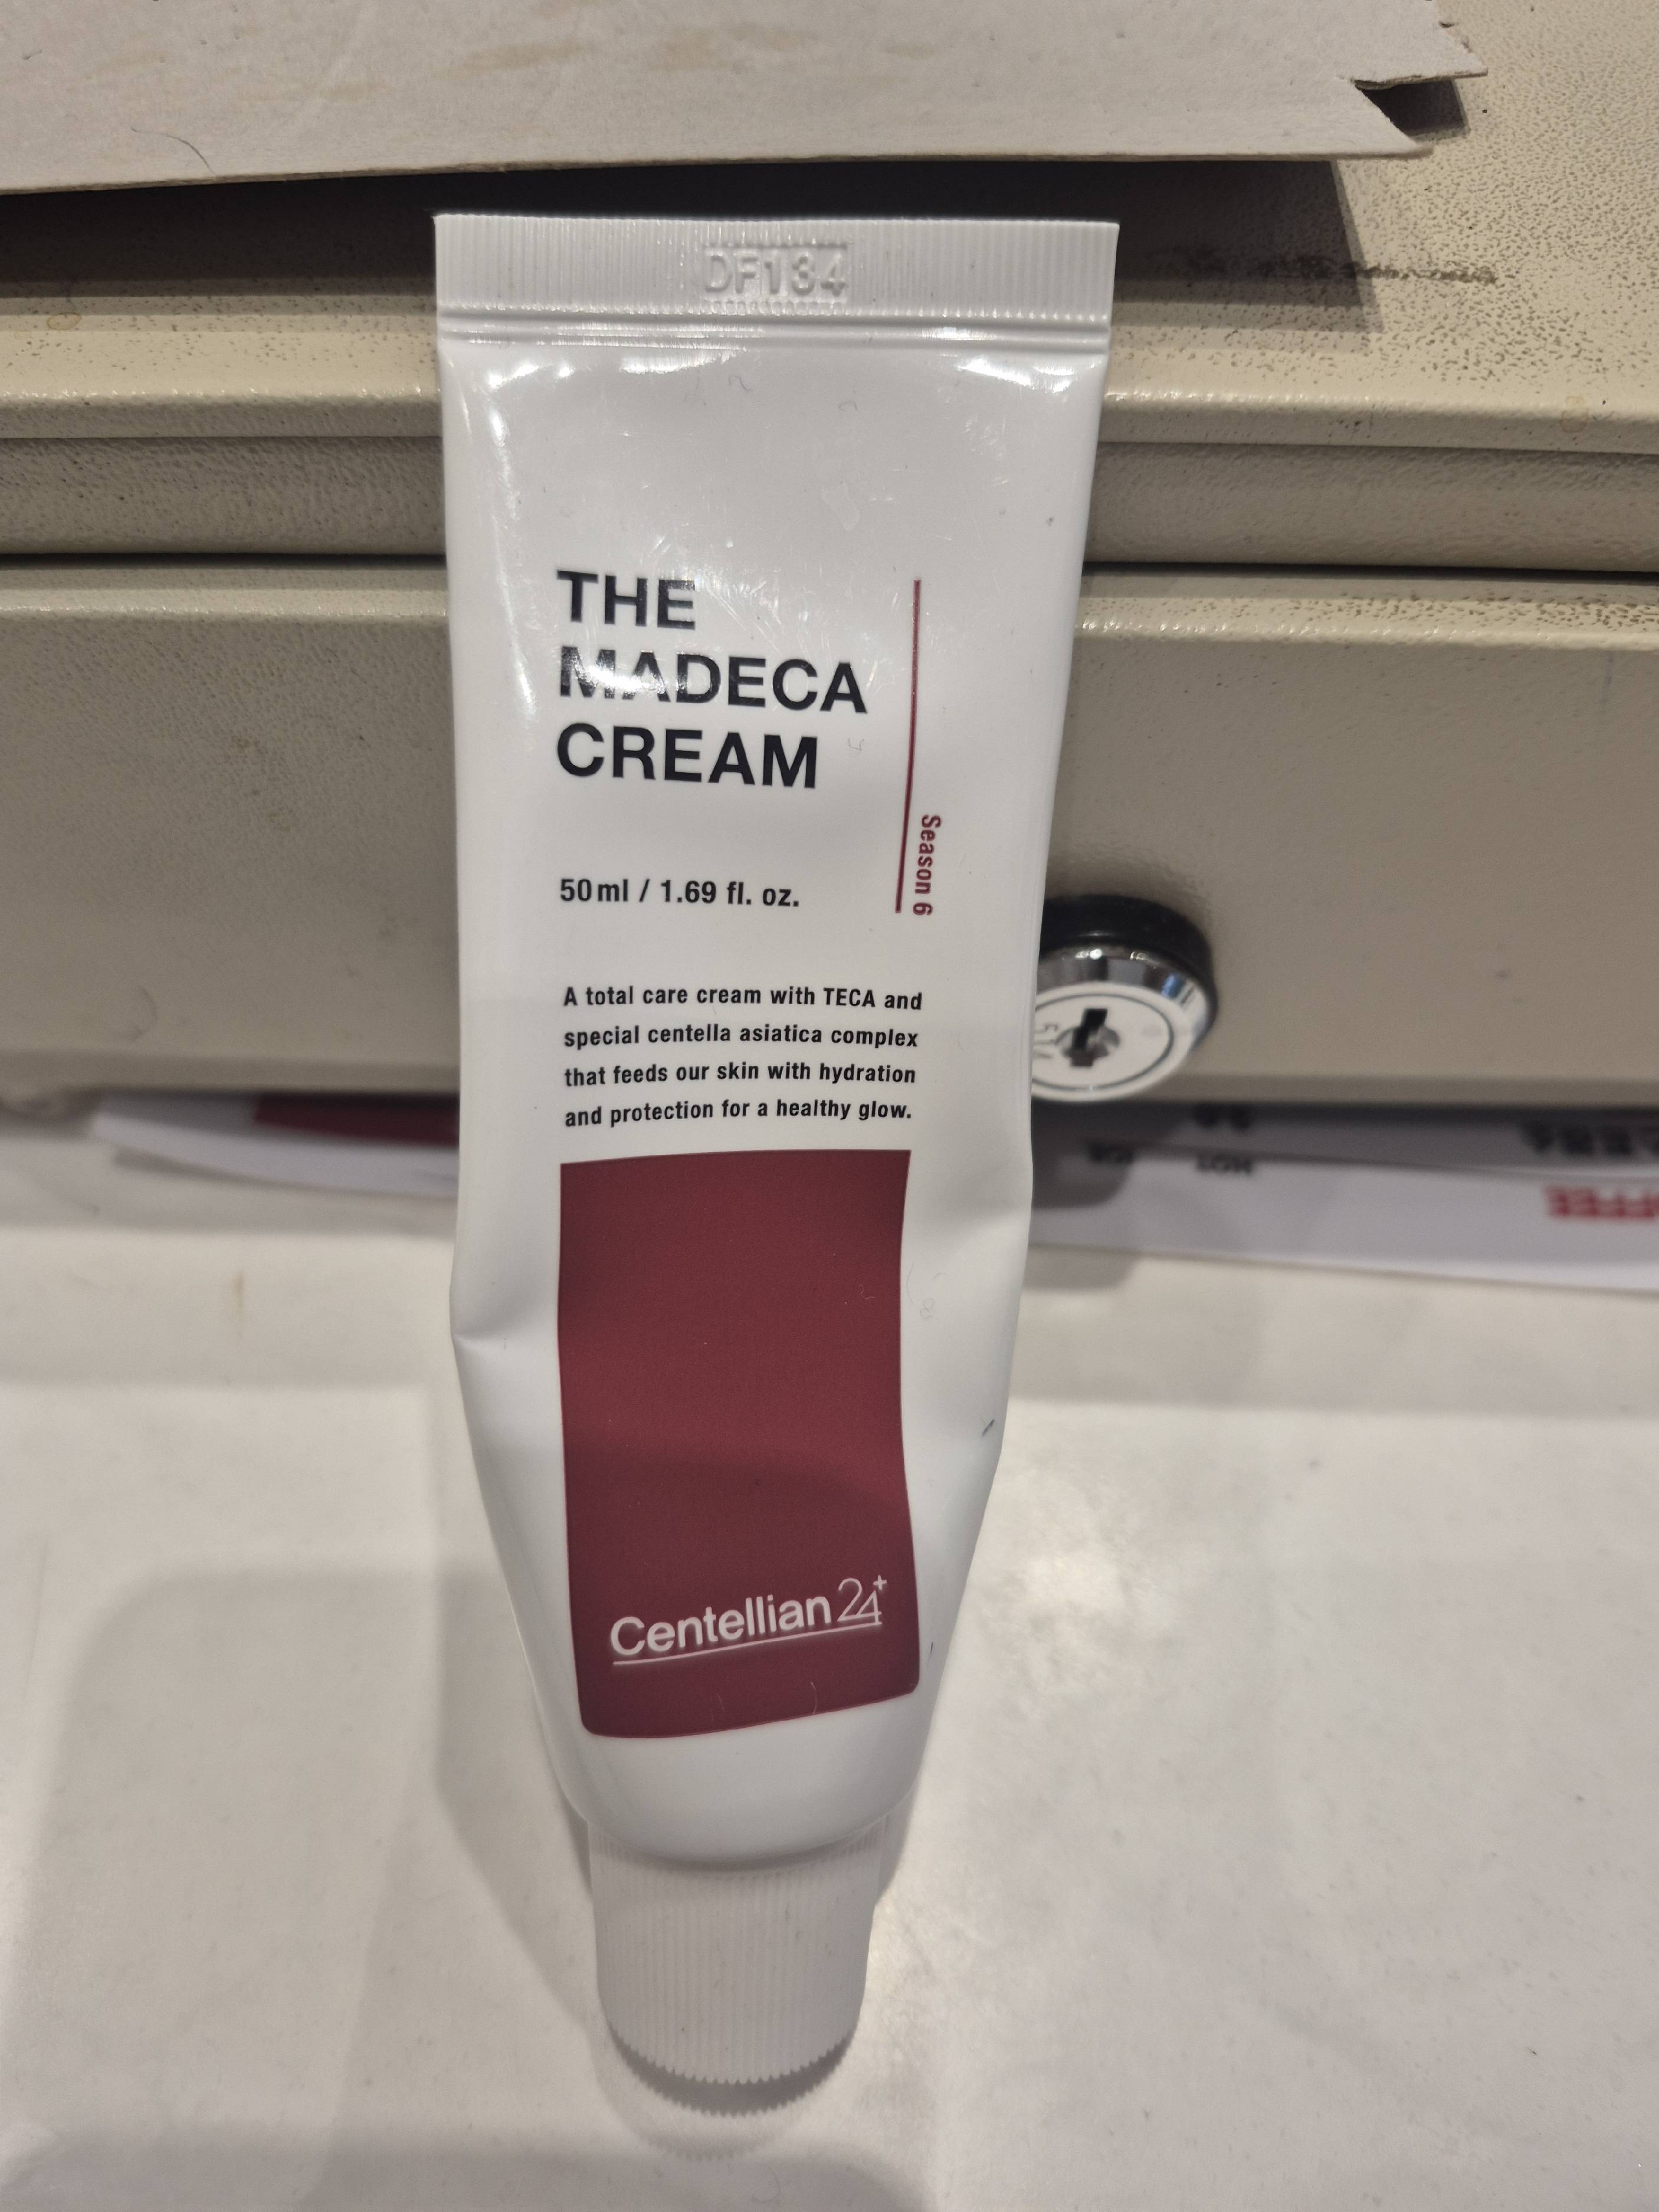 DF134
THE
MADECA
CREAM
Season 6
50ml / 1.69 fl. oz.
A total care cream with TECA and
special centella asiatica complex
that feeds our skin with hydration
and protection for a healthy glow.
Centellian24+
HOT